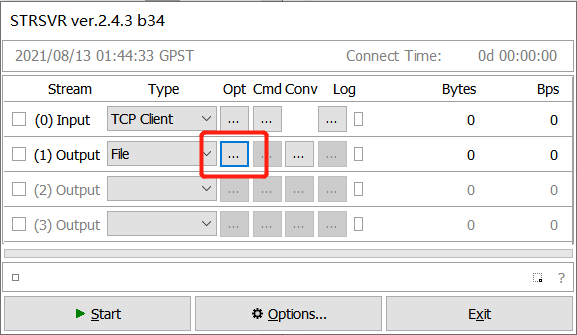 STRSVR ver.2.4.3 b34
2021/08/13 01:44:33 GPST Connect Time: 0d 00:00:00
Stream Type Opt Cmd Conv Log Bytes Bps
(0) Input TCP Client ... ... ... 0 0
(1) Output File ... ... ... ... 0 0
(2) Output ... ... ... ... 0 0
(3) Output ... ... ... ... 0 0
?
Start Options... Exit